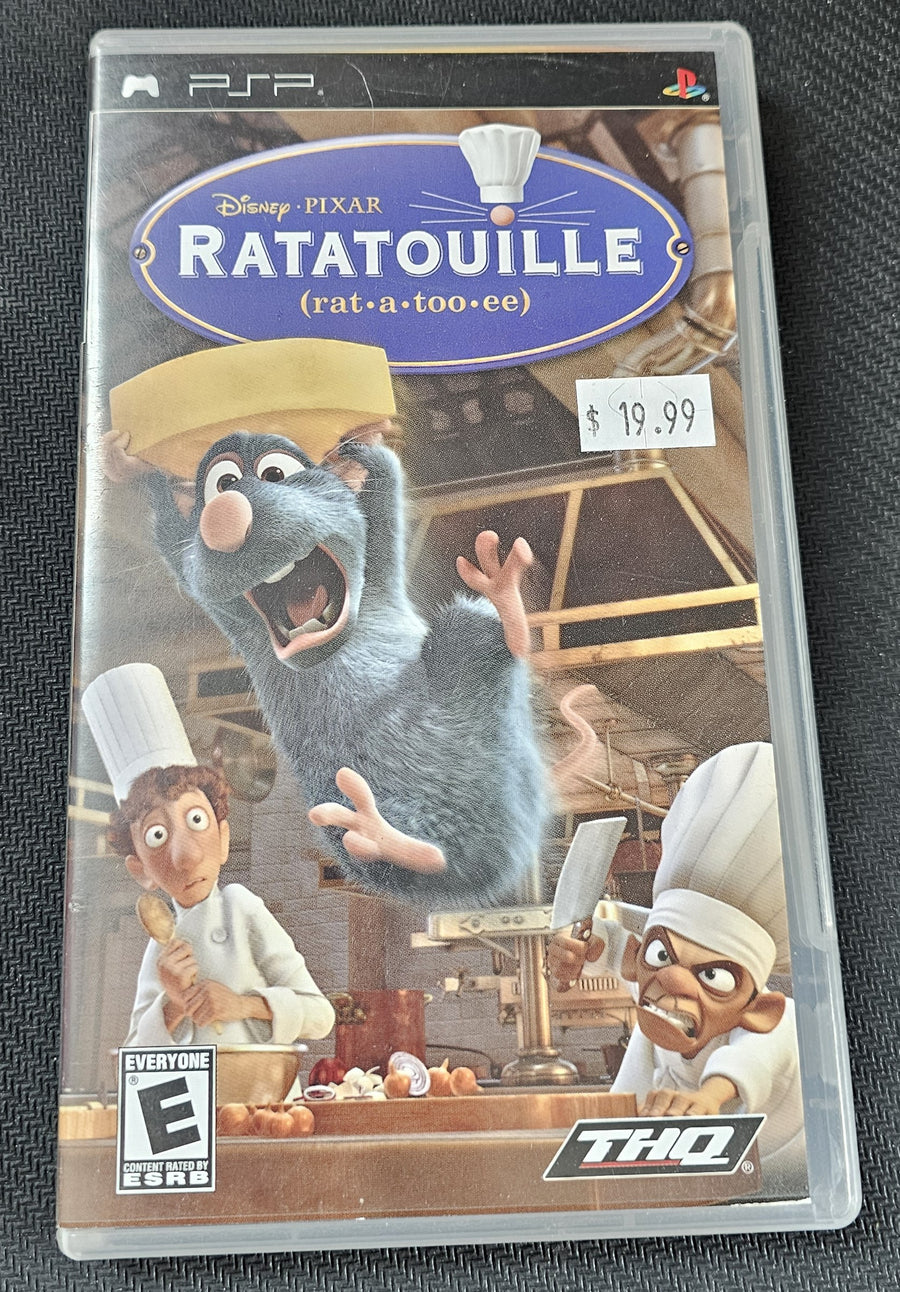 PSP
Disney · PIXAR
RATATOUILLE
(rat•a•too•ee)
$ 19.99
EVERYONE
E
CONTENT RATED BY
ESRB
THQ